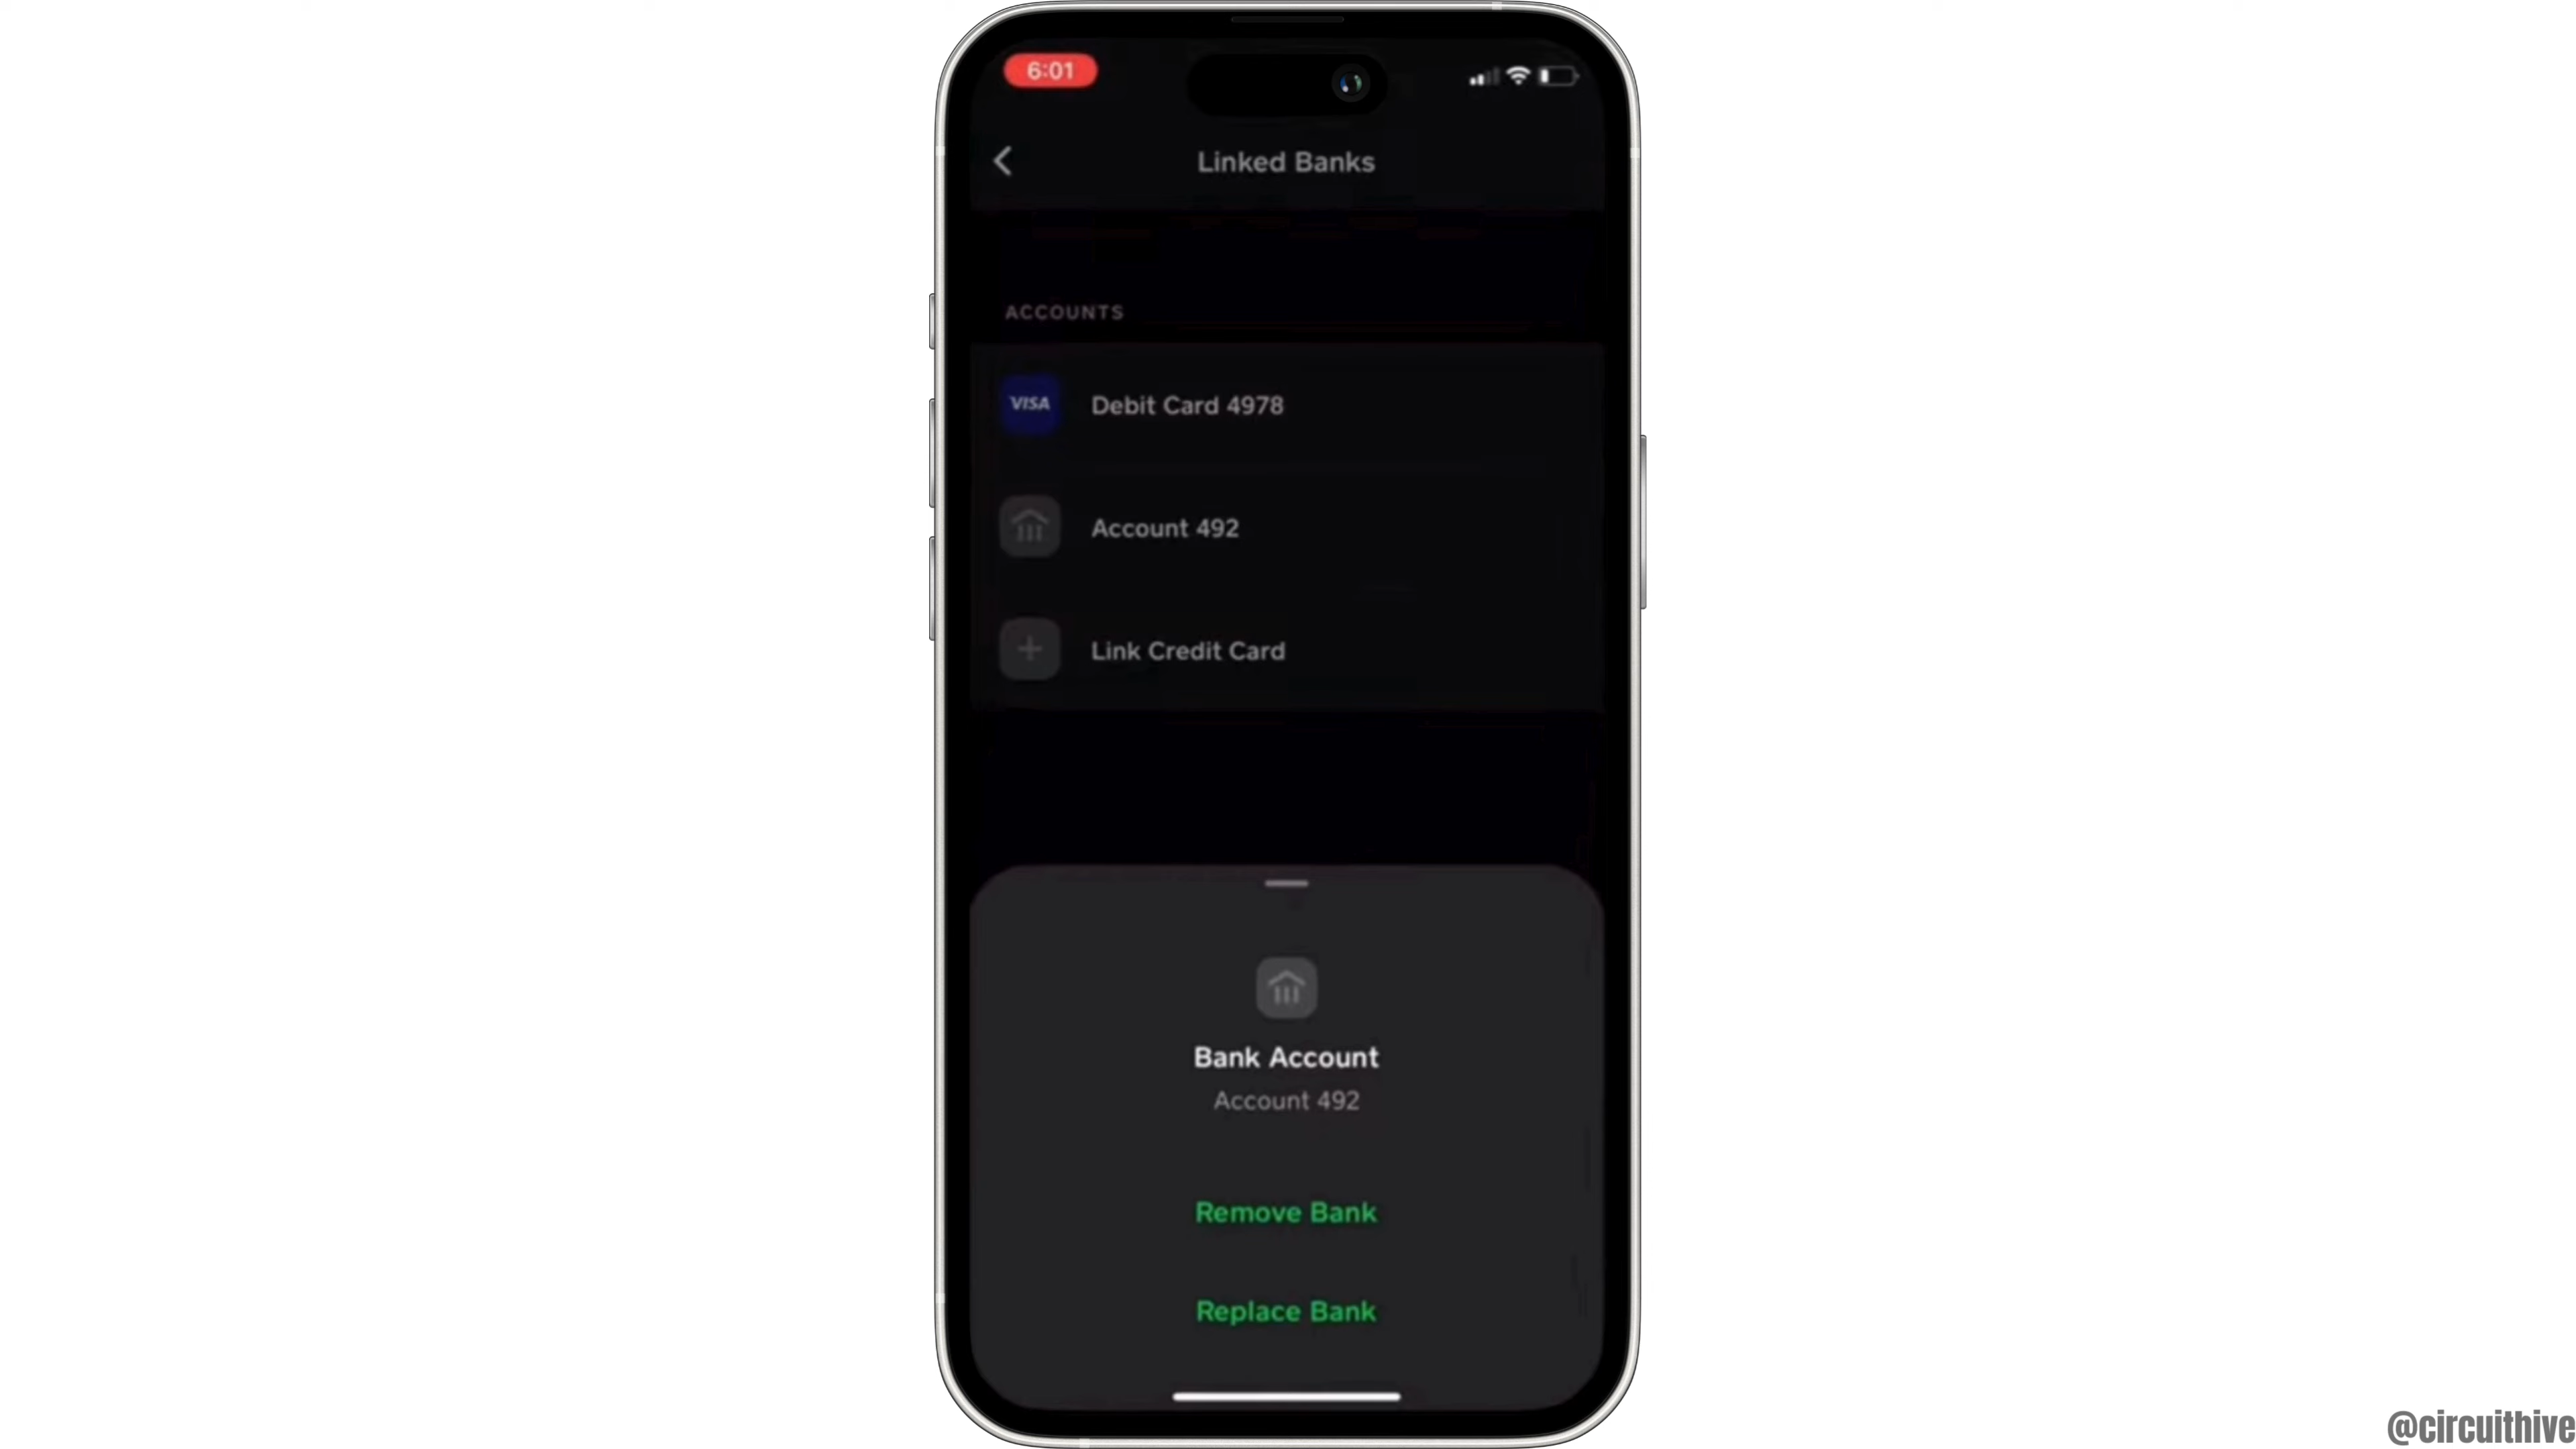 6:01
Linked Banks
ACCOUNTS
VISA
Debit Card 4978
Account 492
Link Credit Card
Bank Account
Account 492
Remove Bank
Replace Bank
@circuithive